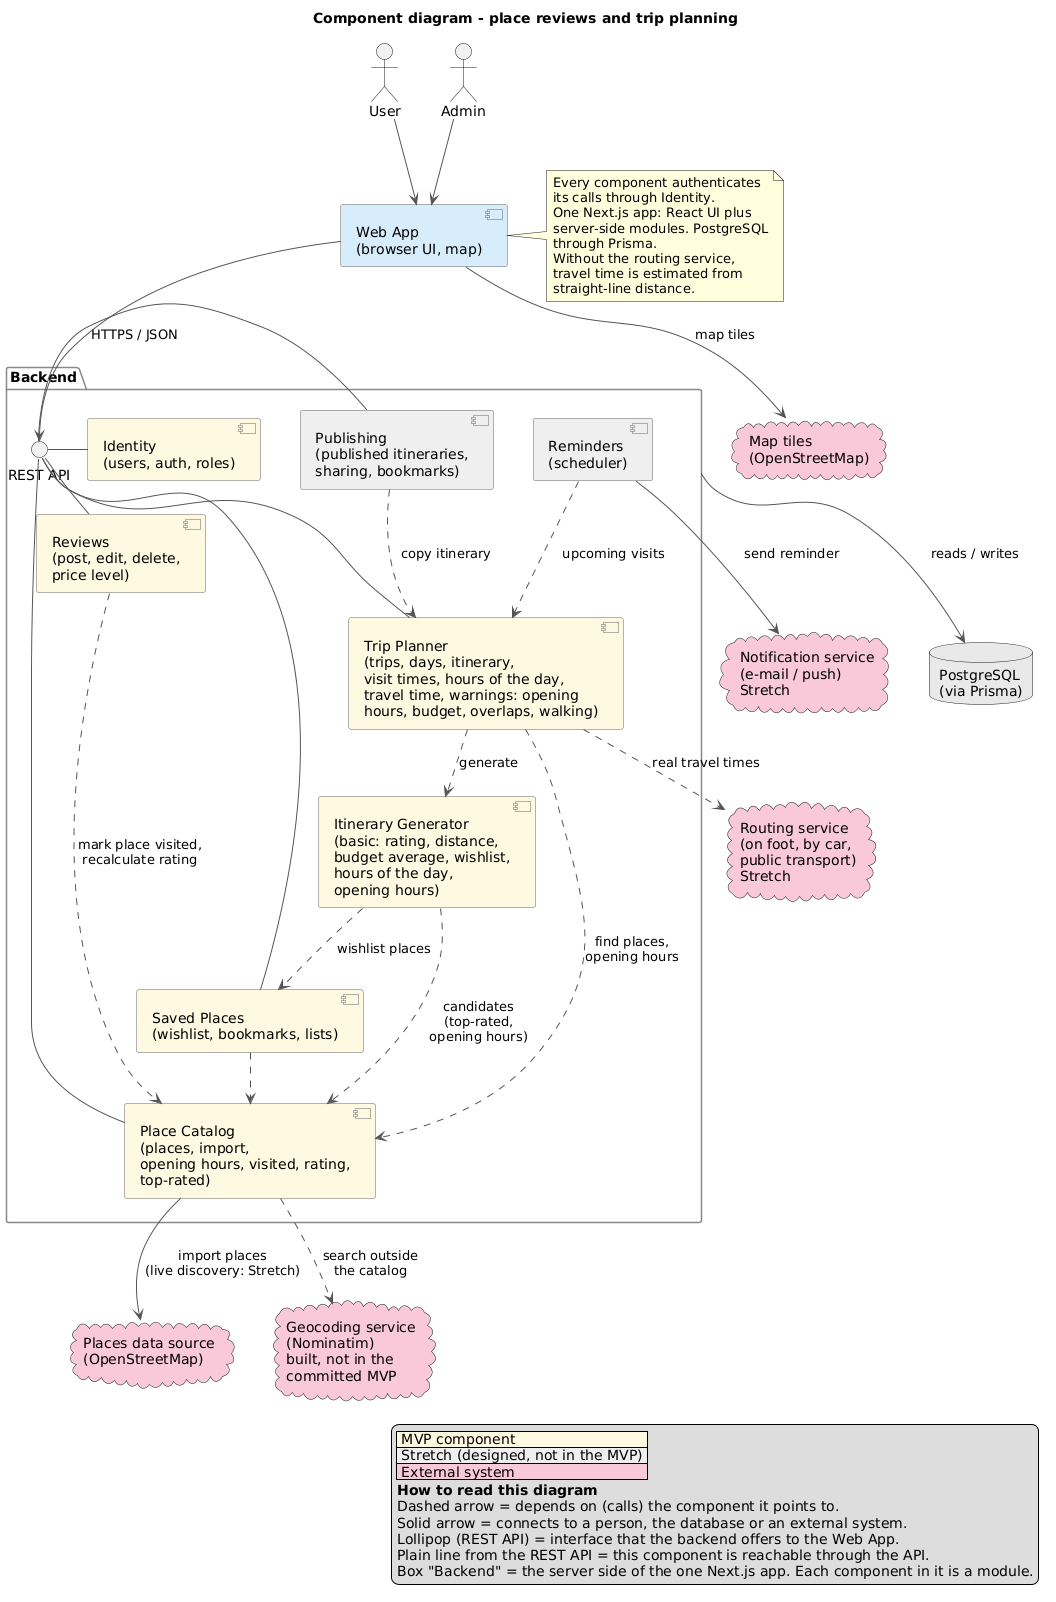 Component diagram - place reviews and trip planning
User
Admin
Web App
(browser UI, map)
Every component authenticates
its calls through Identity.
One Next.js app: React UI plus
server-side modules. PostgreSQL
through Prisma.
Without the routing service,
travel time is estimated from
straight-line distance.
HTTPS / JSON
map tiles
Backend
Identity
(users, auth, roles)
Publishing
(published itineraries,
sharing, bookmarks)
Reminders
(scheduler)
Map tiles
(OpenStreetMap)
REST API
Reviews
(post, edit, delete,
price level)
copy itinerary
upcoming visits
send reminder
reads / writes
Trip Planner
(trips, days, itinerary,
visit times, hours of the day,
travel time, warnings: opening
hours, budget, overlaps, walking)
Notification service
(e-mail / push)
Stretch
PostgreSQL
(via Prisma)
generate
real travel times
Itinerary Generator
(basic: rating, distance,
budget average, wishlist,
hours of the day,
opening hours)
Routing service
(on foot, by car,
public transport)
Stretch
mark place visited,
recalculate rating
wishlist places
find places,
opening hours
Saved Places
(wishlist, bookmarks, lists)
candidates
(top-rated,
opening hours)
Place Catalog
(places, import,
opening hours, visited, rating,
top-rated)
import places
(live discovery: Stretch)
search outside
the catalog
Places data source
(OpenStreetMap)
Geocoding service
(Nominatim)
built, not in the
committed MVP
MVP component
Stretch (designed, not in the MVP)
External system
How to read this diagram
Dashed arrow = depends on (calls) the component it points to.
Solid arrow = connects to a person, the database or an external system.
Lollipop (REST API) = interface that the backend offers to the Web App.
Plain line from the REST API = this component is reachable through the API.
Box "Backend" = the server side of the one Next.js app. Each component in it is a module.